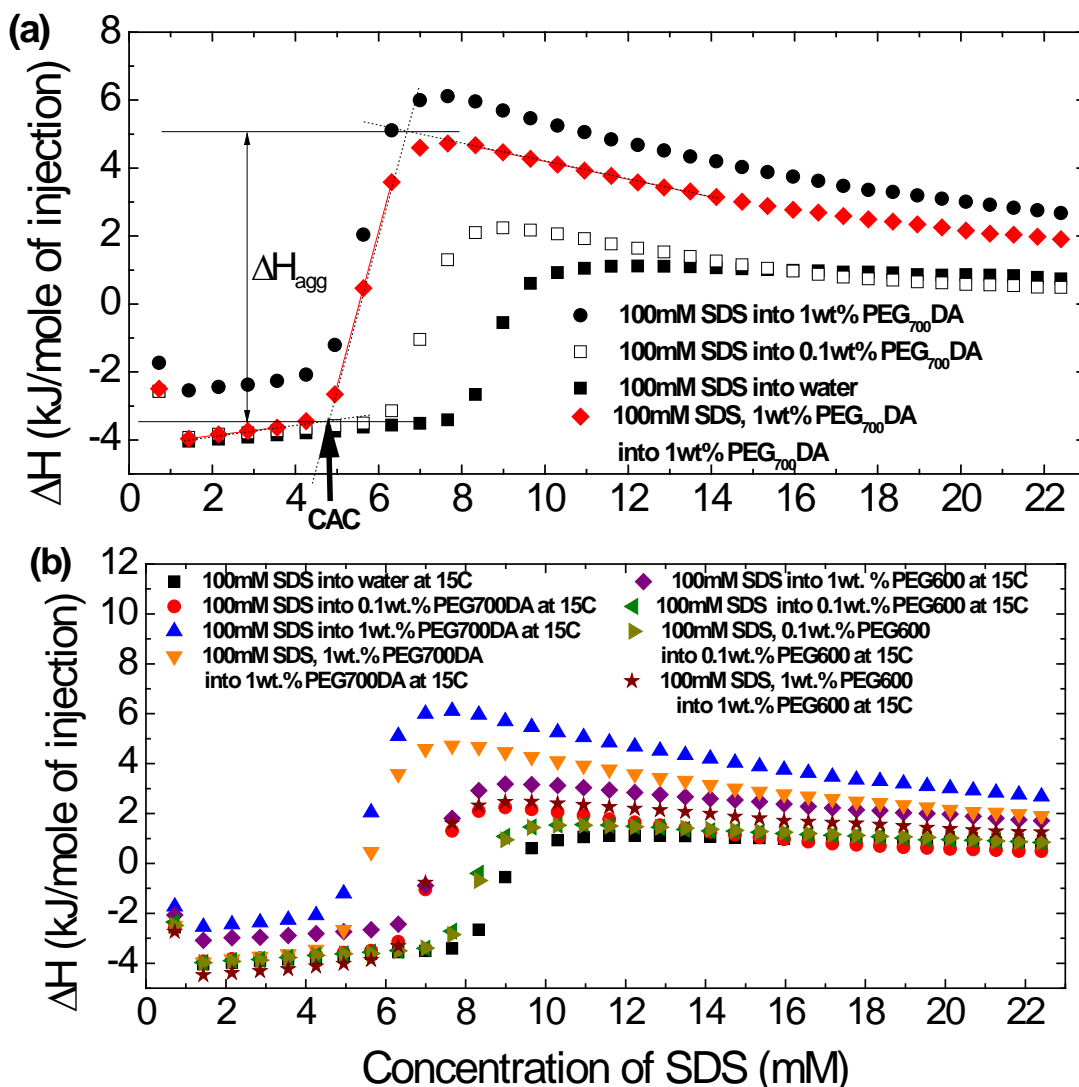 (a)
ΔH (kJ/mole of injection)
8
6
4
2
0
-2
-4
ΔH_agg
100mM SDS into 1wt% PEG₇₀₀DA
100mM SDS into 0.1wt% PEG₇₀₀DA
100mM SDS into water
100mM SDS, 1wt% PEG₇₀₀DA
into 1wt% PEG₇₀₀DA
0 2 4 6 8 10 12 14 16 18 20 22
CAC
(b)
ΔH (kJ/mole of injection)
12
10
8
6
4
2
0
-2
-4
100mM SDS into water at 15C
100mM SDS into 0.1wt.% PEG700DA at 15C
100mM SDS into 1wt.% PEG700DA at 15C
100mM SDS, 1wt.% PEG700DA
into 1wt.% PEG700DA at 15C
100mM SDS into 1wt. % PEG600 at 15C
100mM SDS into 0.1wt.% PEG600 at 15C
100mM SDS, 0.1wt.% PEG600
into 0.1wt.% PEG600 at 15C
100mM SDS, 1wt.% PEG600
into 1wt.% PEG600 at 15C
0 2 4 6 8 10 12 14 16 18 20 22
Concentration of SDS (mM)